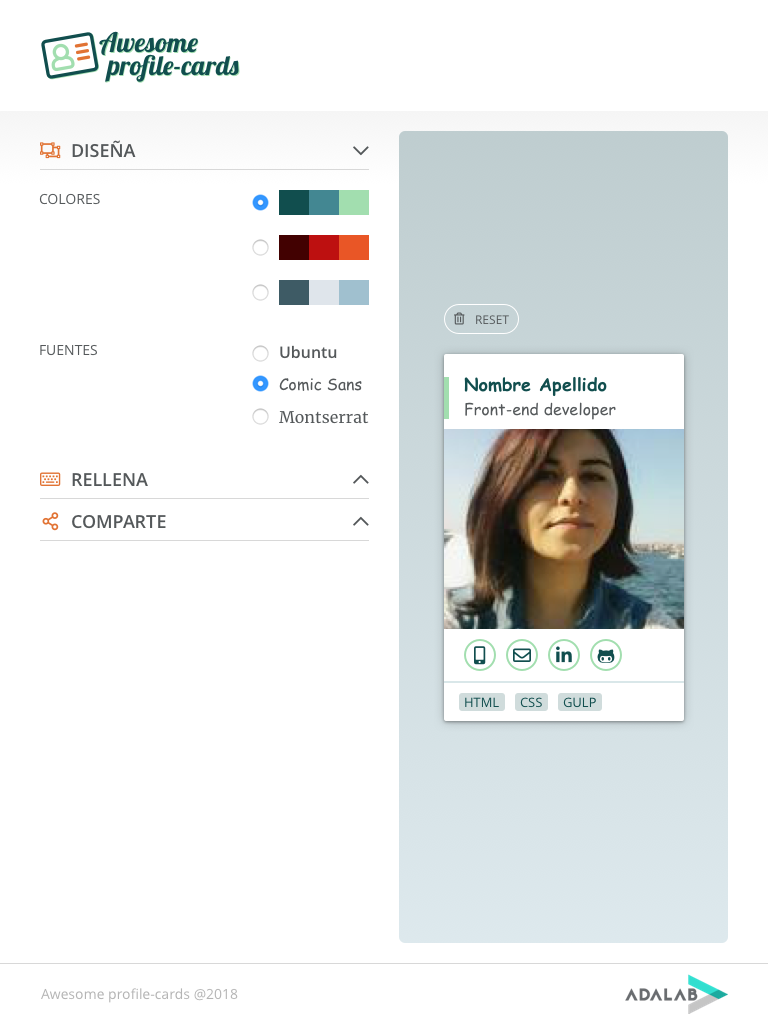 Awesome
profile-cards
DISEÑA
COLORES
FUENTES
Ubuntu
Comic Sans
Montserrat
RELLENA
COMPARTE
RESET
Nombre Apellido
Front-end developer
in
HTML CSS GULP
Awesome profile-cards @2018
ADALAB